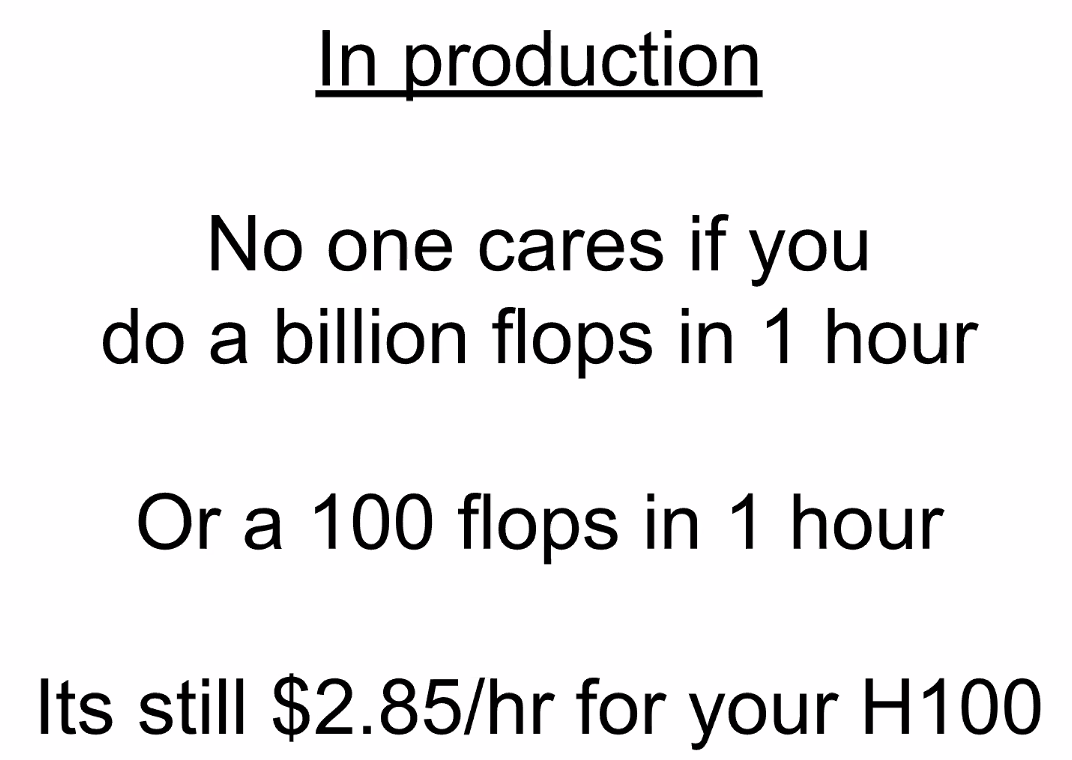 In production
No one cares if you
do a billion flops in 1 hour
Or a 100 flops in 1 hour
Its still $2.85/hr for your H100